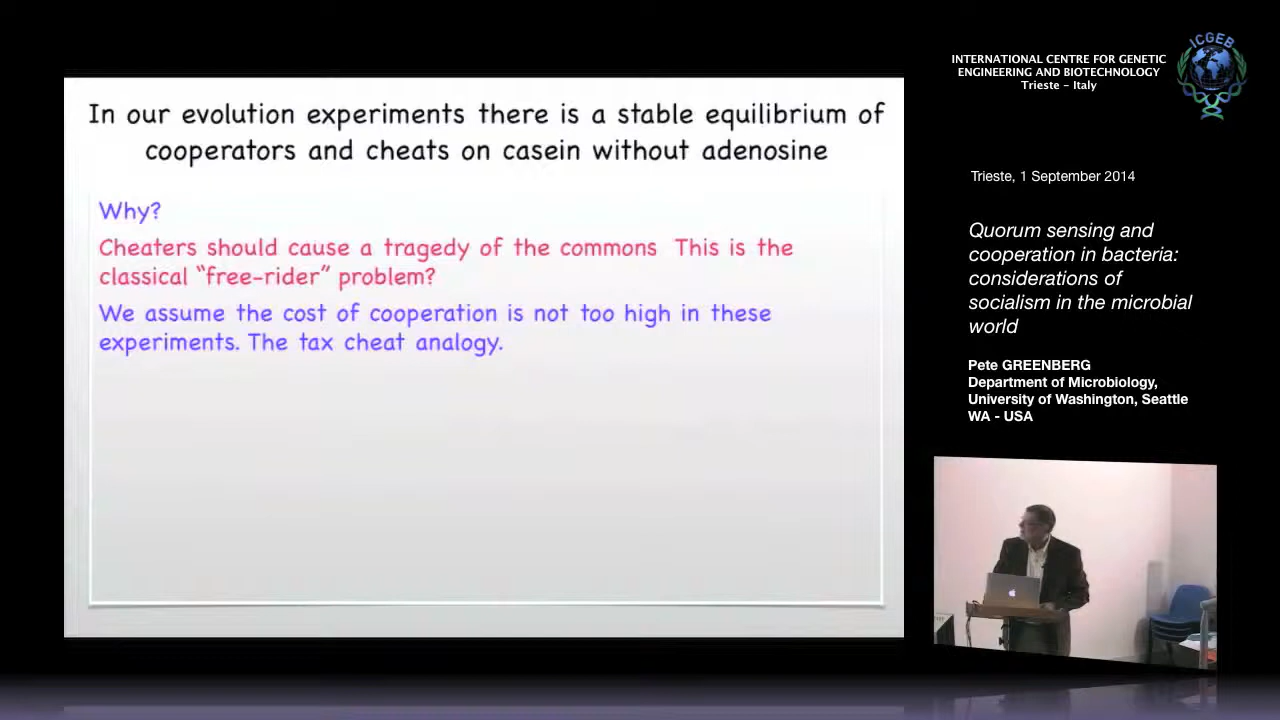 In our evolution experiments there is a stable equilibrium of
cooperators and cheats on casein without adenosine
Why?
Cheaters should cause a tragedy of the commons  This is the
classical “free-rider” problem?
We assume the cost of cooperation is not too high in these
experiments. The tax cheat analogy.
INTERNATIONAL CENTRE FOR GENETIC
ENGINEERING AND BIOTECHNOLOGY
Trieste - Italy
ICGEB
Trieste, 1 September 2014
Quorum sensing and
cooperation in bacteria:
considerations of
socialism in the microbial
world
Pete GREENBERG
Department of Microbiology,
University of Washington, Seattle
WA - USA